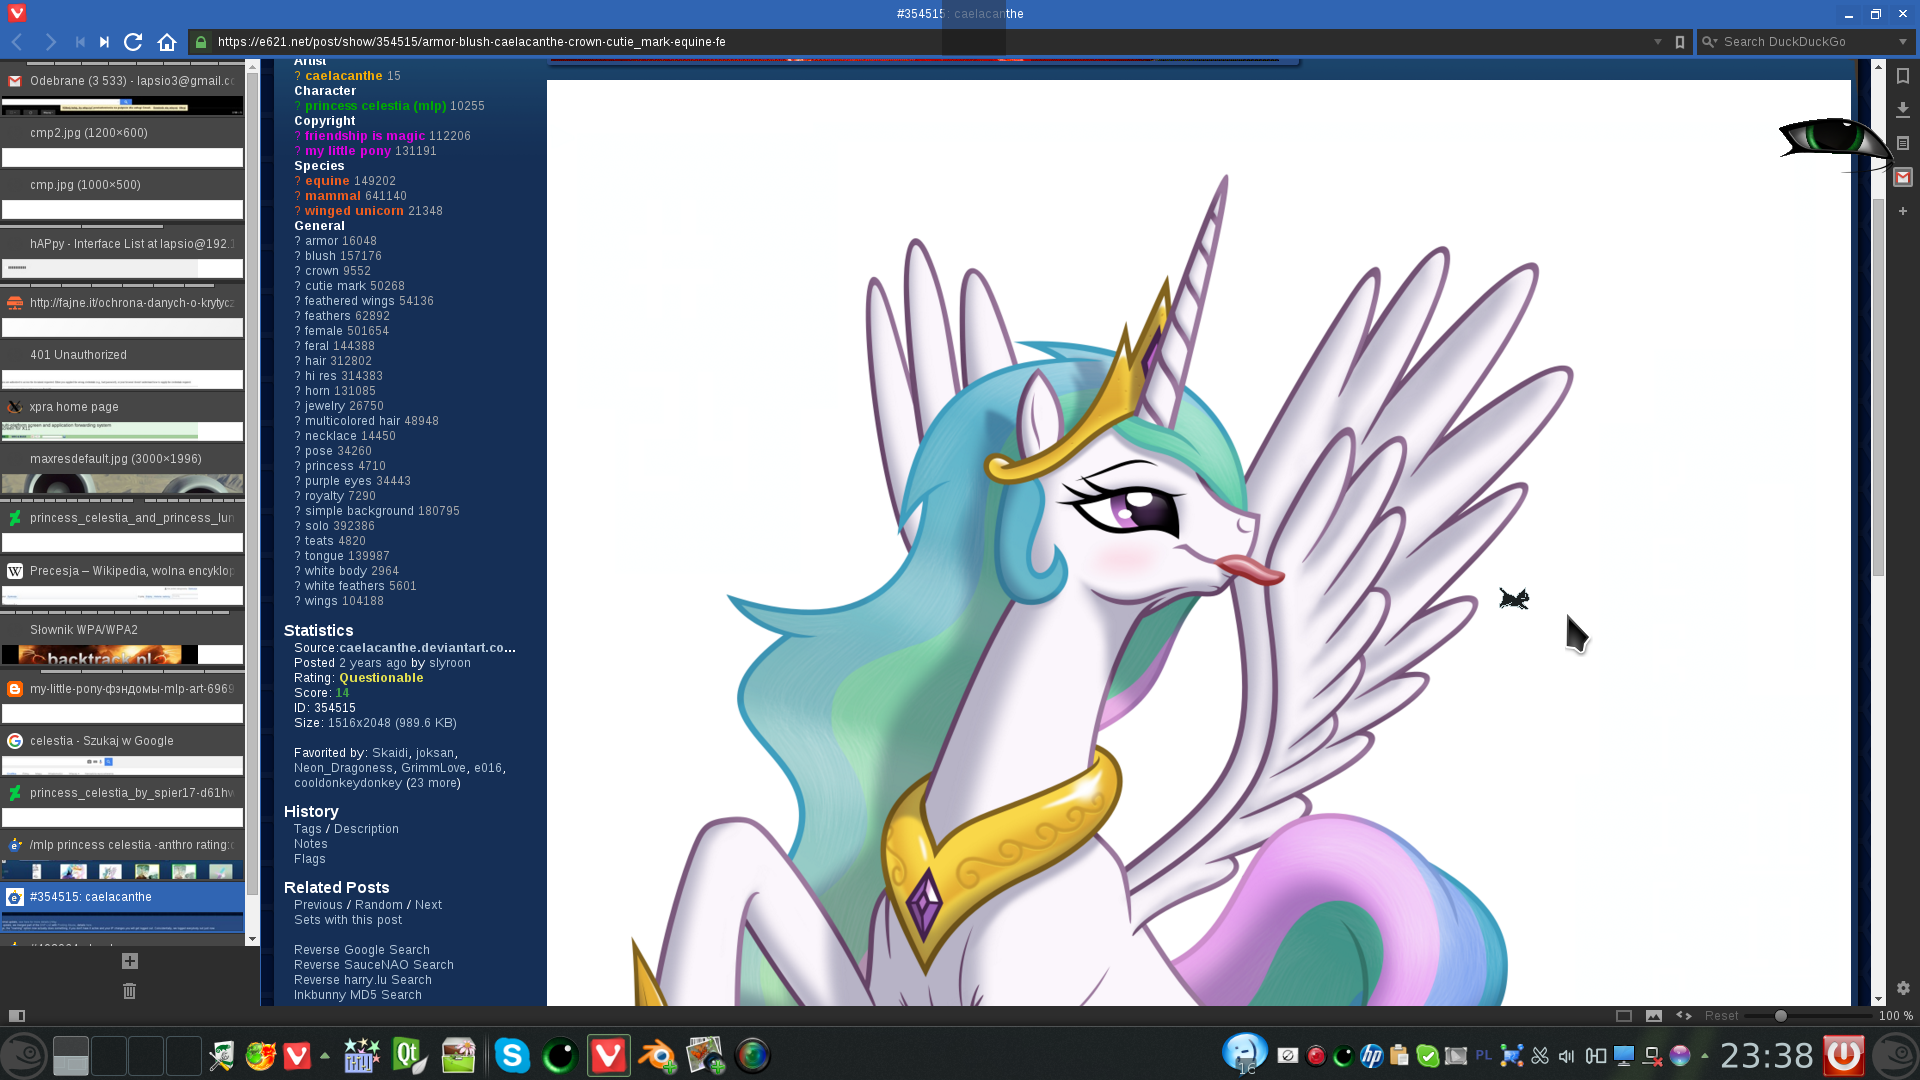 #354515: caelacanthe
https://e621.net/post/show/354515/armor-blush-caelacanthe-crown-cutie_mark-equine-fe
Search DuckDuckGo
Odebrane (3 533) - lapsio3@gmail.cc
cmp2.jpg (1200×600)
cmp.jpg (1000×500)
hAPpy - Interface List at lapsio@192.1
http://fajne.it/ochrona-danych-o-krytycz
401 Unauthorized
xpra home page
maxresdefault.jpg (3000×1996)
princess_celestia_and_princess_lun
Precesja – Wikipedia, wolna encyklop
Słownik WPA/WPA2
backtrack.pl
my-little-pony-фэндомы-mlp-art-6969
celestia - Szukaj w Google
princess_celestia_by_spier17-d61hw
/mlp princess celestia -anthro rating:
#354515: caelacanthe
Artist
? caelacanthe 15
Character
? princess celestia (mlp) 10255
Copyright
? friendship is magic 112206
? my little pony 131191
Species
? equine 149202
? mammal 641140
? winged unicorn 21348
General
? armor 16048
? blush 157176
? crown 9552
? cutie mark 50268
? feathered wings 54136
? feathers 62892
? female 501654
? feral 144388
? hair 312802
? hi res 314383
? horn 131085
? jewelry 26750
? multicolored hair 48948
? necklace 14450
? pose 34260
? princess 4710
? purple eyes 34443
? royalty 7290
? simple background 180795
? solo 392386
? teats 4820
? tongue 139987
? white body 2964
? white feathers 5601
? wings 104188
Statistics
Source:caelacanthe.deviantart.co...
Posted 2 years ago by slyroon
Rating: Questionable
Score: 14
ID: 354515
Size: 1516x2048 (989.6 KB)
Favorited by: Skaidi, joksan,
Neon_Dragoness, GrimmLove, e016,
cooldonkeydonkey (23 more)
History
Tags / Description
Notes
Flags
Related Posts
Previous / Random / Next
Sets with this post
Reverse Google Search
Reverse SauceNAO Search
Reverse harry.lu Search
Inkbunny MD5 Search
Reset
100 %
Qt
16
hp
PL
23:38